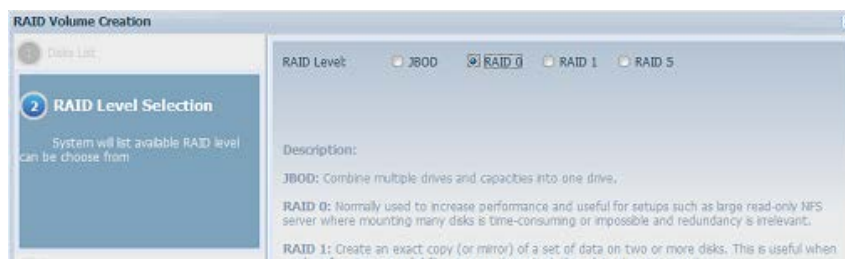 RAID Volume Creation
1 Disks List
RAID Level: JBOD RAID 0 RAID 1 RAID 5
2 RAID Level Selection
System will list available RAID level
can be choose from
Description:
JBOD: Combine multiple drives and capacities into one drive.
RAID 0: Normally used to increase performance and useful for setups such as large read-only NFS
server where mounting many disks is time-consuming or impossible and redundancy is irrelevant.
RAID 1: Create an exact copy (or mirror) of a set of data on two or more disks. This is useful when